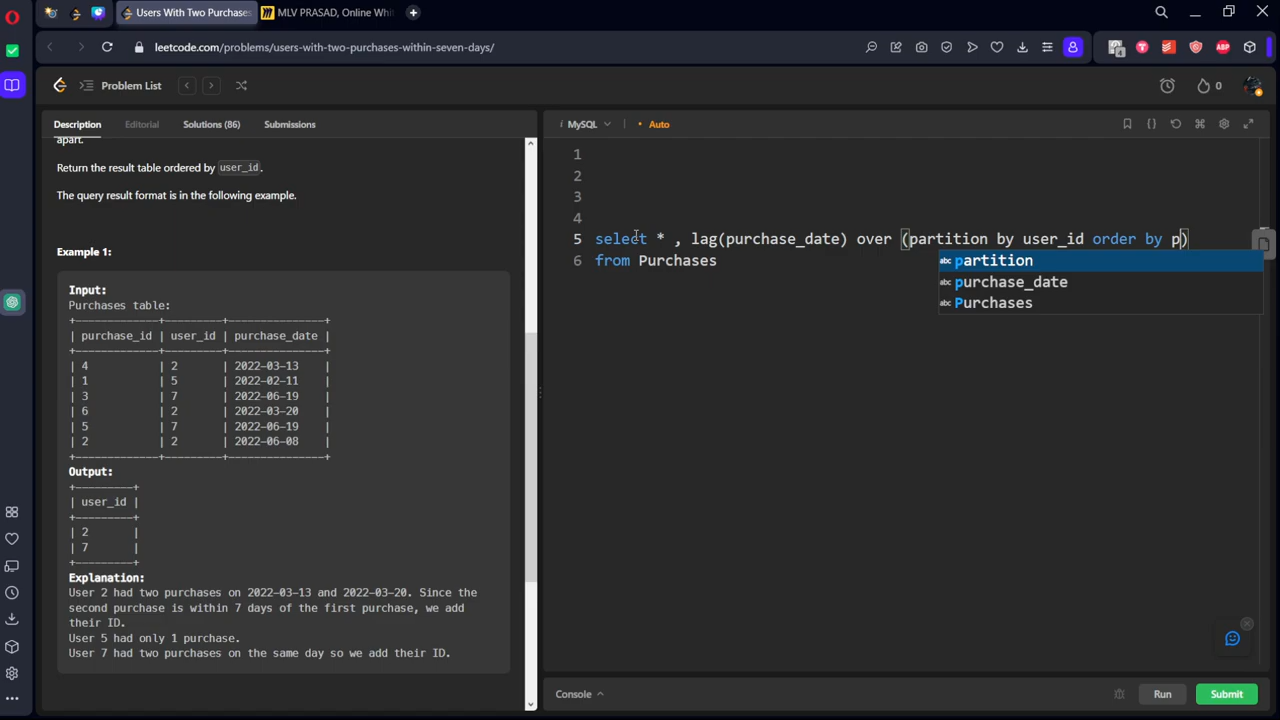 Users With Two Purchases
MLV PRASAD, Online Whi
leetcode.com/problems/users-with-two-purchases-within-seven-days/
4
ABP
Problem List
0
Description
Editorial
Solutions (86)
Submissions
apart.
Return the result table ordered by user_id.
The query result format is in the following example.
Example 1:
Input:
Purchases table:
+-------------+---------+---------------+
| purchase_id | user_id | purchase_date |
+-------------+---------+---------------+
| 4 | 2 | 2022-03-13 |
| 1 | 5 | 2022-02-11 |
| 3 | 7 | 2022-06-19 |
| 6 | 2 | 2022-03-20 |
| 5 | 7 | 2022-06-19 |
| 2 | 2 | 2022-06-08 |
+-------------+---------+---------------+
Output:
+---------+
| user_id |
+---------+
| 2 |
| 7 |
+---------+
Explanation:
User 2 had two purchases on 2022-03-13 and 2022-03-20. Since the
second purchase is within 7 days of the first purchase, we add
their ID.
User 5 had only 1 purchase.
User 7 had two purchases on the same day so we add their ID.
i MySQL
• Auto
1
2
3
4
5 select * , lag(purchase_date) over (partition by user_id order by p)
6 from Purchases
abc partition
abc purchase_date
abc Purchases
Console
Run
Submit